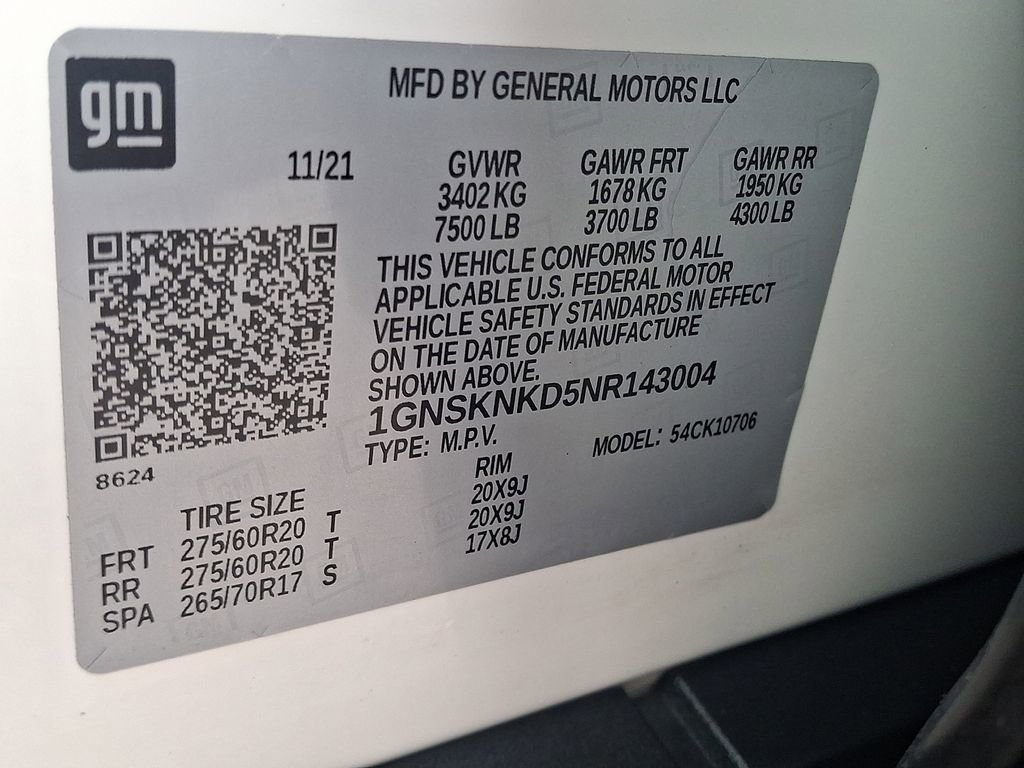 gm
MFD BY GENERAL MOTORS LLC
11/21 GVWR GAWR FRT GAWR RR
3402 KG 1678 KG 1950 KG
7500 LB 3700 LB 4300 LB
THIS VEHICLE CONFORMS TO ALL
APPLICABLE U.S. FEDERAL MOTOR
VEHICLE SAFETY STANDARDS IN EFFECT
ON THE DATE OF MANUFACTURE
SHOWN ABOVE.
1GNSKNKD5NR143004
TYPE: M.P.V. MODEL: 54CK10706
8624
TIRE SIZE RIM
FRT 275/60R20 T 20X9J
RR 275/60R20 T 20X9J
SPA 265/70R17 S 17X8J